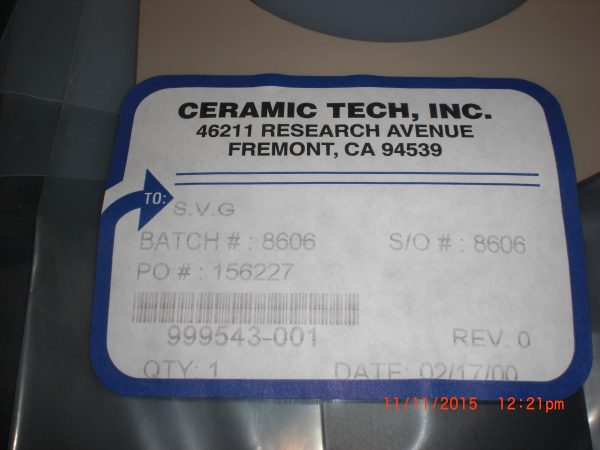 CERAMIC TECH, INC.
46211 RESEARCH AVENUE
FREMONT, CA 94539
TO:
S.V.G
BATCH # : 8606 S/O # : 8606
PO # : 156227
999543-001 REV. 0
QTY: 1 DATE: 02/17/00
11/11/2015 12:21pm